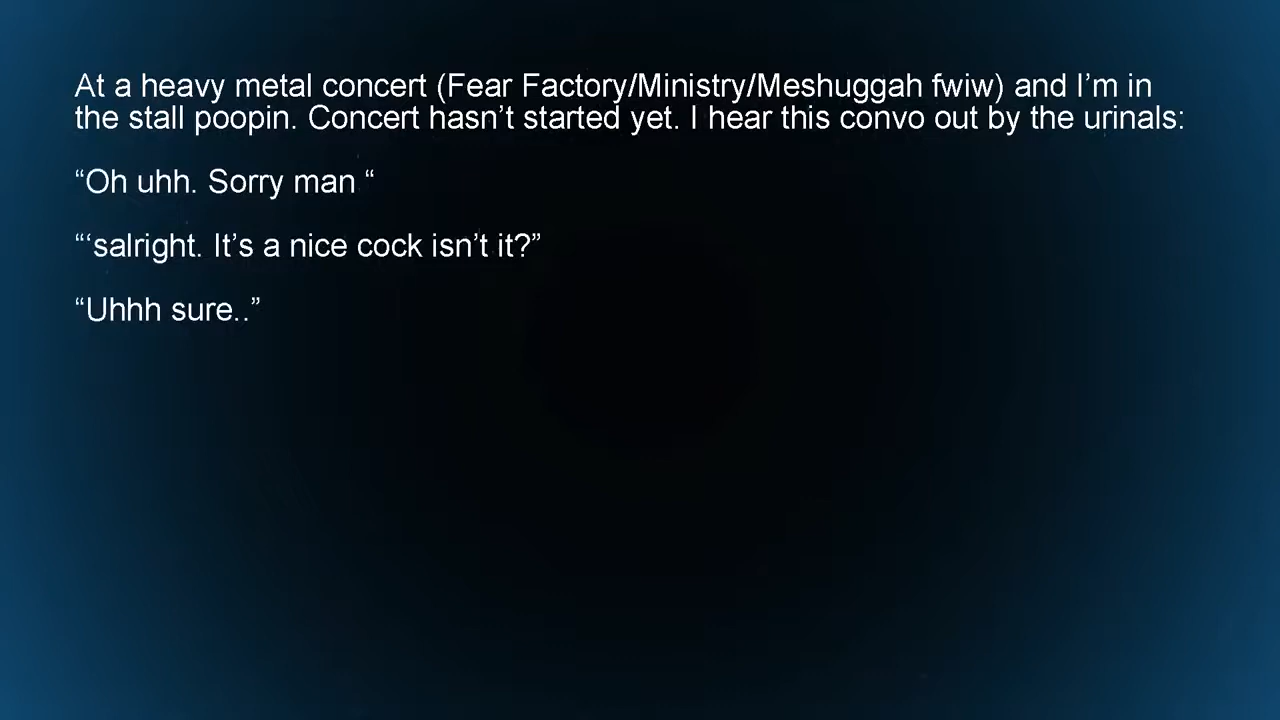 At a heavy metal concert (Fear Factory/Ministry/Meshuggah fwiw) and I’m in
the stall poopin. Concert hasn’t started yet. I hear this convo out by the urinals:
“Oh uhh. Sorry man “
“‘salright. It’s a nice cock isn’t it?”
“Uhhh sure..”